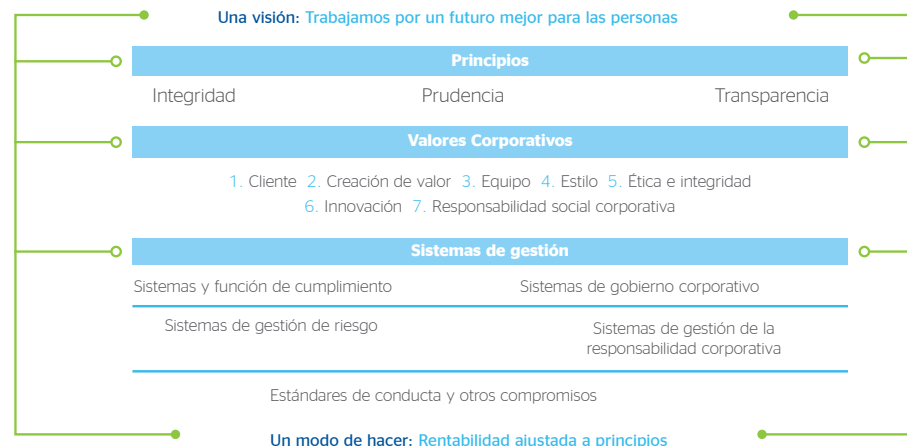 Una visión: Trabajamos por un futuro mejor para las personas
Principios
Integridad Prudencia Transparencia
Valores Corporativos
1. Cliente 2. Creación de valor 3. Equipo 4. Estilo 5. Ética e integridad
6. Innovación 7. Responsabilidad social corporativa
Sistemas de gestión
Sistemas y función de cumplimiento Sistemas de gobierno corporativo
Sistemas de gestión de riesgo
Sistemas de gestión de la
responsabilidad corporativa
Estándares de conducta y otros compromisos
Un modo de hacer: Rentabilidad ajustada a principios